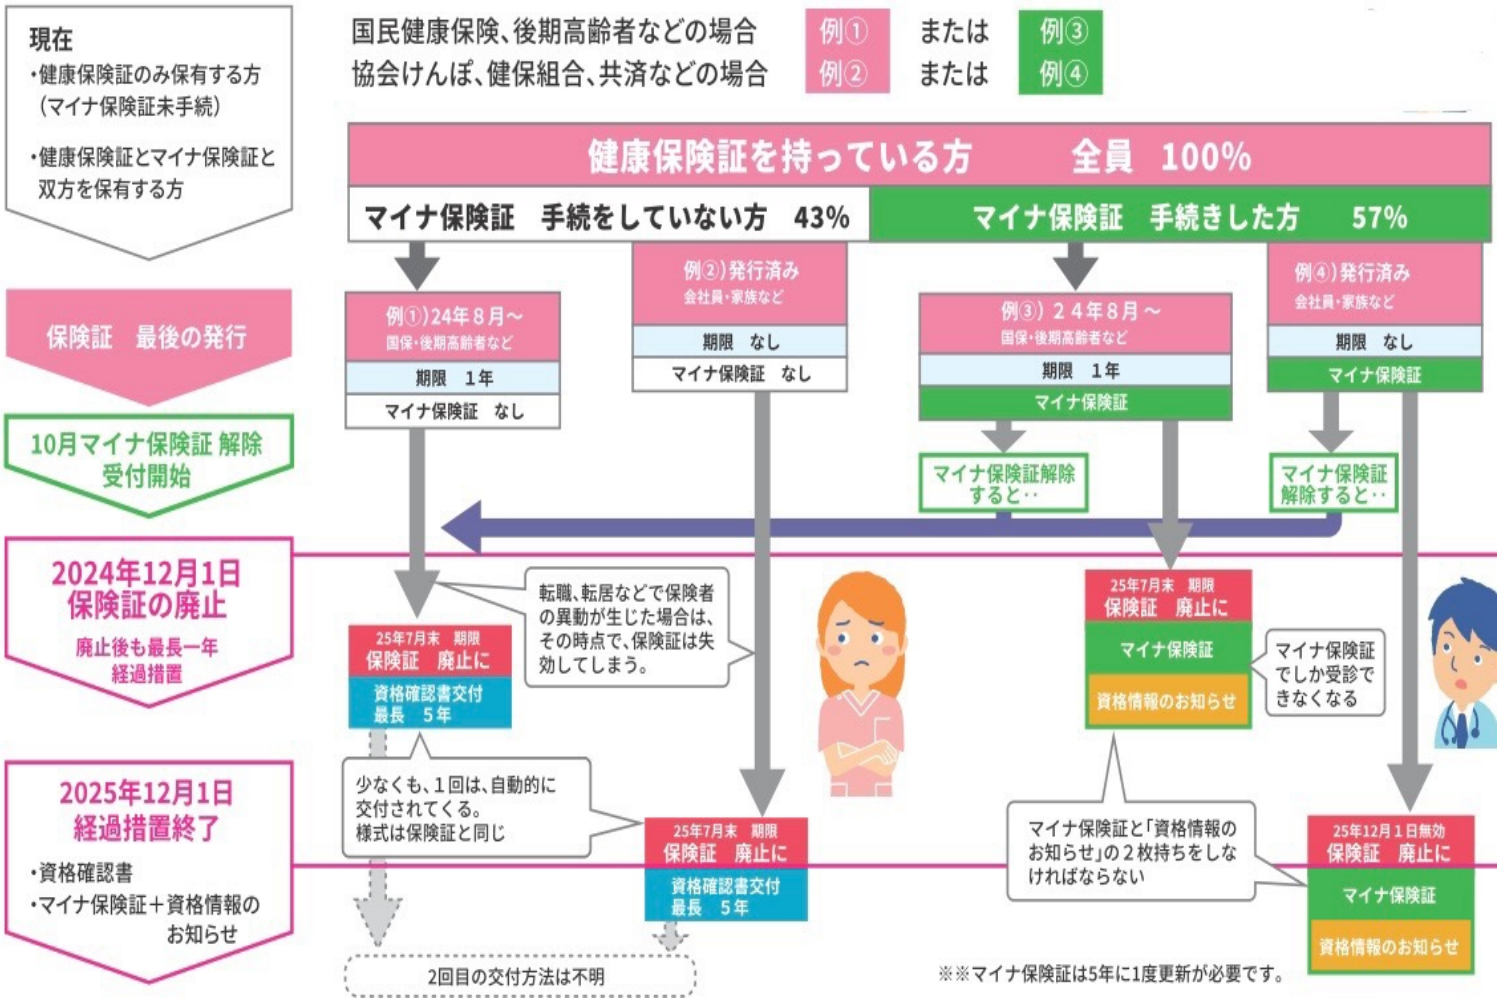 現在
・健康保険証のみ保有する方
（マイナ保険証未手続）
・健康保険証とマイナ保険証と
双方を保有する方
国民健康保険、後期高齢者などの場合　例①　または　例③
協会けんぽ、健保組合、共済などの場合　例②　または　例④
健康保険証を持っている方　全員　100%
マイナ保険証　手続をしていない方　43%
マイナ保険証　手続きした方　57%
保険証　最後の発行
例①)24年８月～
国保・後期高齢者など
期限　１年
マイナ保険証　なし
例②)発行済み
会社員・家族など
期限　なし
マイナ保険証　なし
例③) ２４年８月～
国保・後期高齢者など
期限　１年
マイナ保険証
例④)発行済み
会社員・家族など
期限　なし
マイナ保険証
10月マイナ保険証 解除
受付開始
マイナ保険証解除
すると‥
マイナ保険証
解除すると‥
2024年12月1日
保険証の廃止
廃止後も最長一年
経過措置
25年7月末　期限
保険証　廃止に
資格確認書交付
最長　５年
転職、転居などで保険者
の異動が生じた場合は、
その時点で、保険証は失
効してしまう。
25年7月末　期限
保険証　廃止に
マイナ保険証
資格情報のお知らせ
マイナ保険証
でしか受診で
きなくなる
2025年12月1日
経過措置終了
・資格確認書
・マイナ保険証＋資格情報の
お知らせ
少なくも、１回は、自動的に
交付されてくる。
様式は保険証と同じ
25年7月末　期限
保険証　廃止に
資格確認書交付
最長　５年
マイナ保険証と「資格情報の
お知らせ」の２枚持ちをしな
ければならない
25年12月１日無効
保険証　廃止に
マイナ保険証
資格情報のお知らせ
2回目の交付方法は不明
※※マイナ保険証は5年に1度更新が必要です。